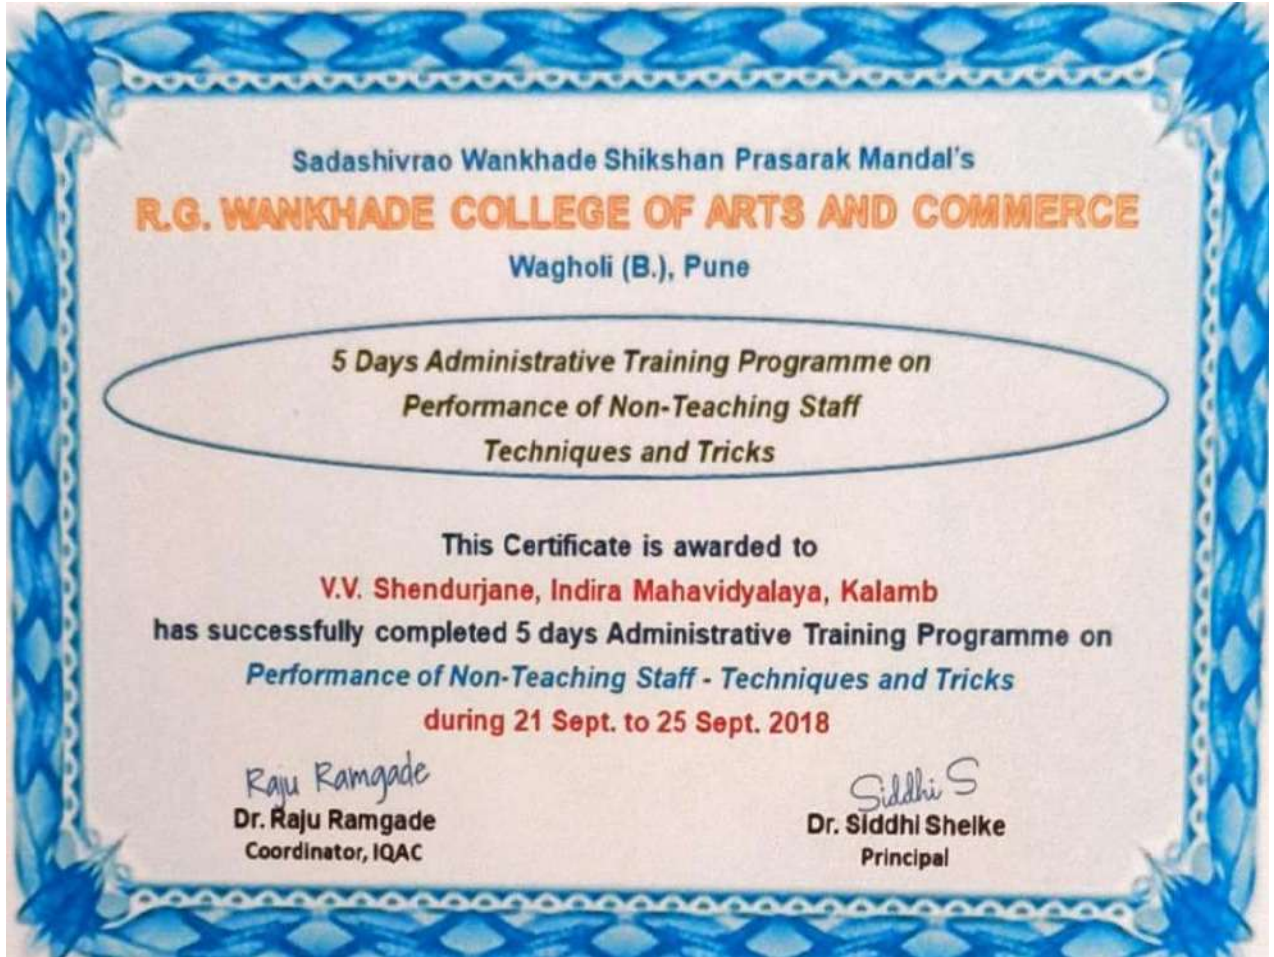 Sadashivrao Wankhade Shikshan Prasarak Mandal's
R.G. WANKHADE COLLEGE OF ARTS AND COMMERCE
Wagholi (B.), Pune
5 Days Administrative Training Programme on
Performance of Non-Teaching Staff
Techniques and Tricks
This Certificate is awarded to
V.V. Shendurjane, Indira Mahavidyalaya, Kalamb
has successfully completed 5 days Administrative Training Programme on
Performance of Non-Teaching Staff - Techniques and Tricks
during 21 Sept. to 25 Sept. 2018
Raju Ramgade
Dr. Raju Ramgade
Coordinator, IQAC
Siddhi S
Dr. Siddhi Shelke
Principal